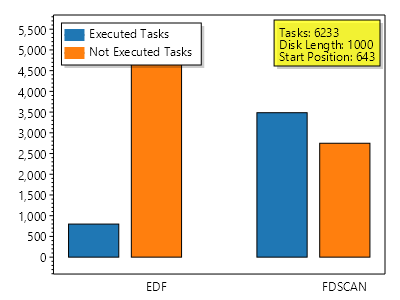 Executed Tasks
Not Executed Tasks
Tasks: 6233
Disk Length: 1000
Start Position: 643
5,500
5,000
4,500
4,000
3,500
3,000
2,500
2,000
1,500
1,000
500
0
EDF
FDSCAN